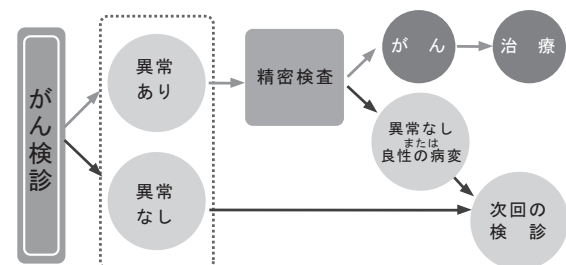 がん検診
異常
あり
異常
なし
精密検査
がん
治療
異常なし
または
良性の病変
次回の
検診